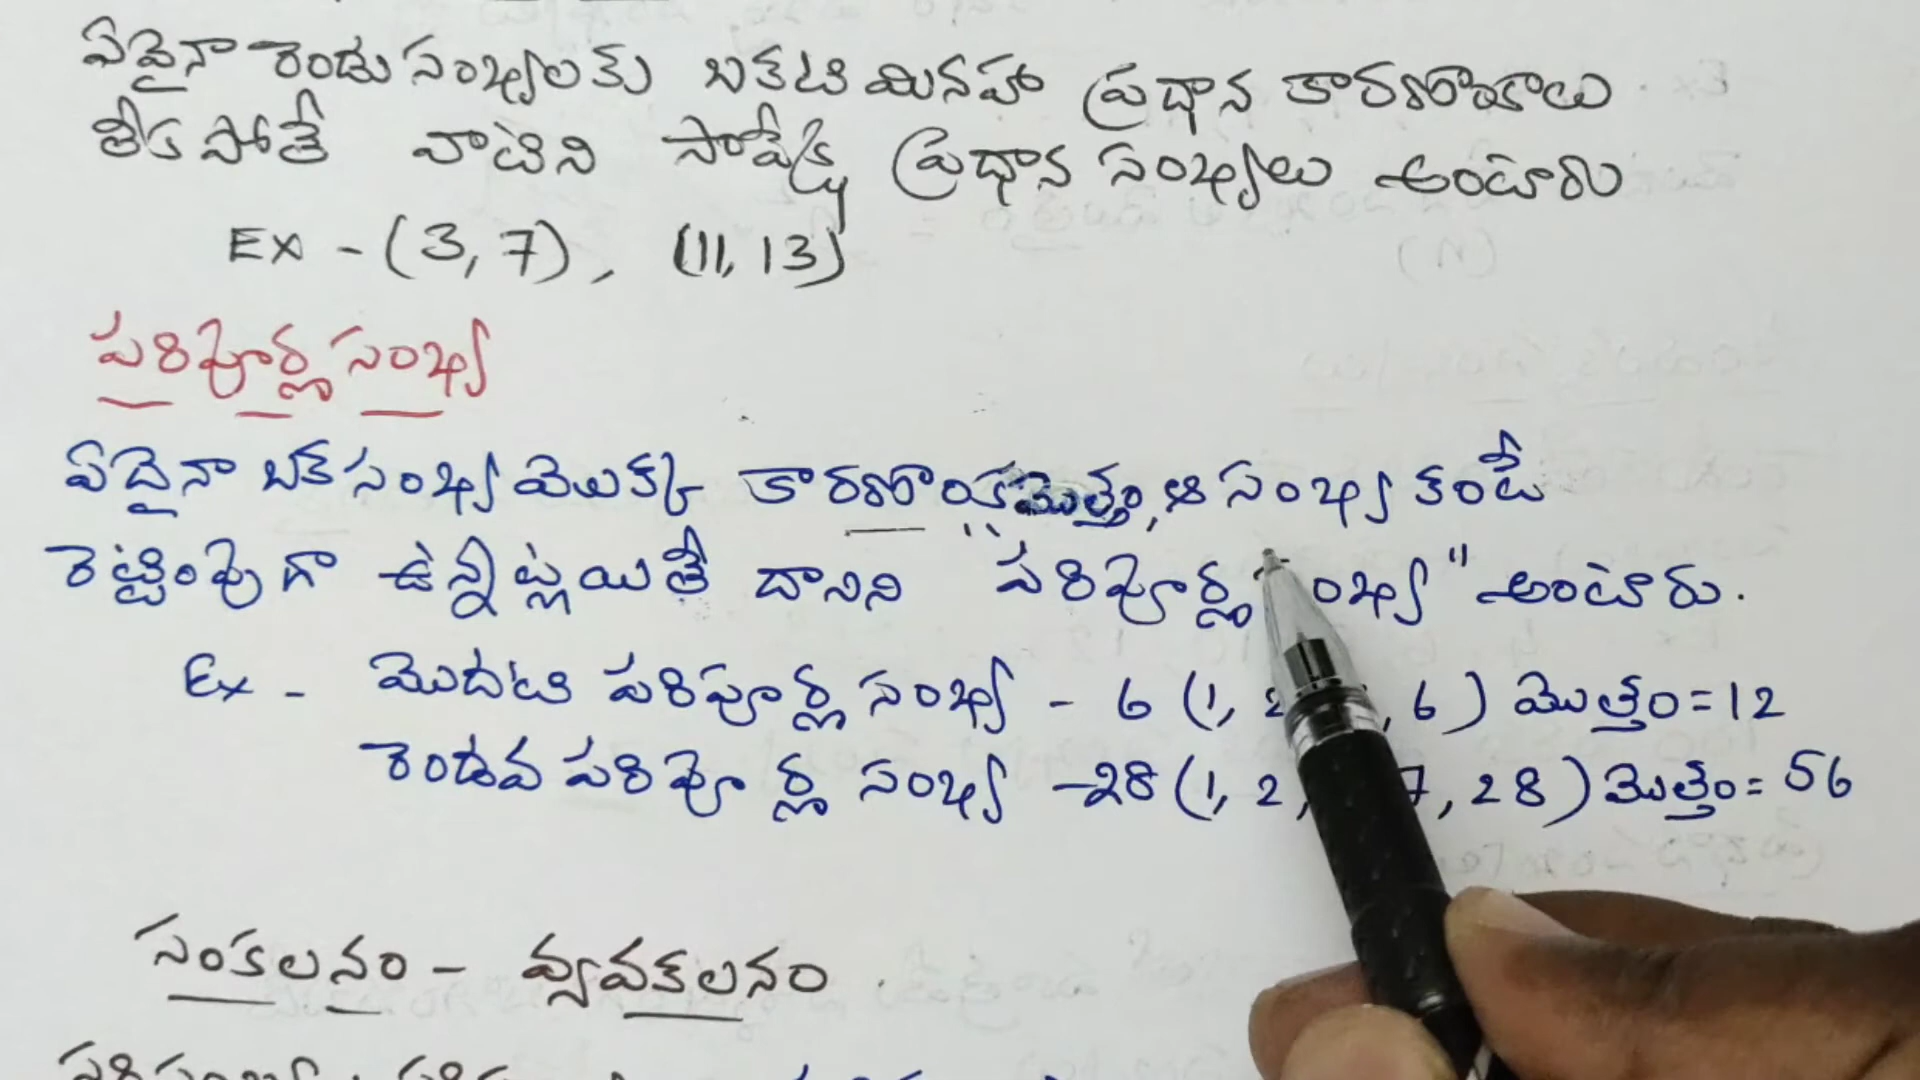 ఏవైనా రెండు సంఖ్యలకు ఒకటి మినహా ప్రధాన కారణాంకాలు
లేకపోతే వాటిని సాపేక్ష ప్రధాన సంఖ్యలు అంటారు
EX - (3, 7), (11, 13)
పరిపూర్ణ సంఖ్య
ఏదైనా ఒక సంఖ్య యొక్క కారణాంకమొత్తం, ఆ సంఖ్య కంటే
రెట్టింపుగా ఉన్నట్లయితే దానిని "పరిపూర్ణ సంఖ్య" అంటారు.
Ex - మొదటి పరిపూర్ణ సంఖ్య - 6 (1, 2 , 6) మొత్తం = 12
రెండవ పరిపూర్ణ సంఖ్య - 28 (1, 2, 7, 28) మొత్తం = 56
సంకలనం - వ్యవకలనం